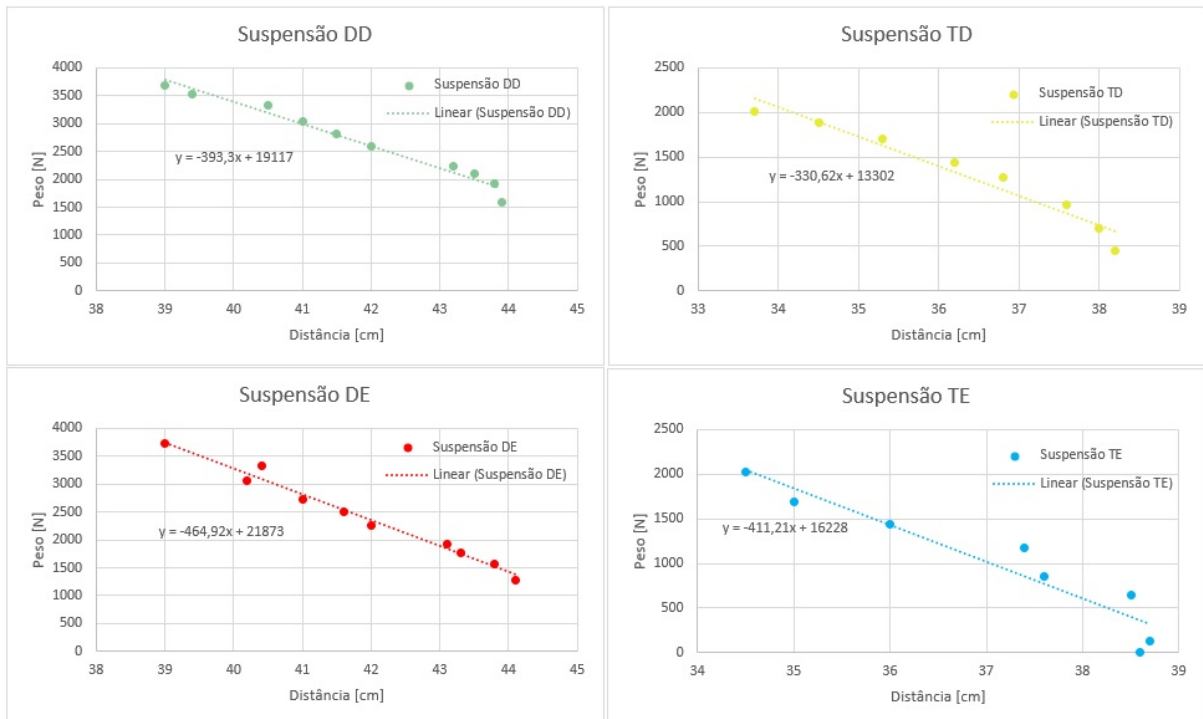 Suspensão DD
4000
3500
3000
2500
2000
1500
1000
500
0
Peso [N]
Suspensão DD
Linear (Suspensão DD)
y = -393,3x + 19117
38 39 40 41 42 43 44 45
Distância [cm]
Suspensão TD
2500
2000
1500
1000
500
0
Peso [N]
Suspensão TD
Linear (Suspensão TD)
y = -330,62x + 13302
33 34 35 36 37 38 39
Distância [cm]
Suspensão DE
4000
3500
3000
2500
2000
1500
1000
500
0
Peso [N]
Suspensão DE
Linear (Suspensão DE)
y = -464,92x + 21873
38 39 40 41 42 43 44 45
Distância [cm]
Suspensão TE
2500
2000
1500
1000
500
0
Peso [N]
Suspensão TE
Linear (Suspensão TE)
y = -411,21x + 16228
34 35 36 37 38 39
Distância [cm]